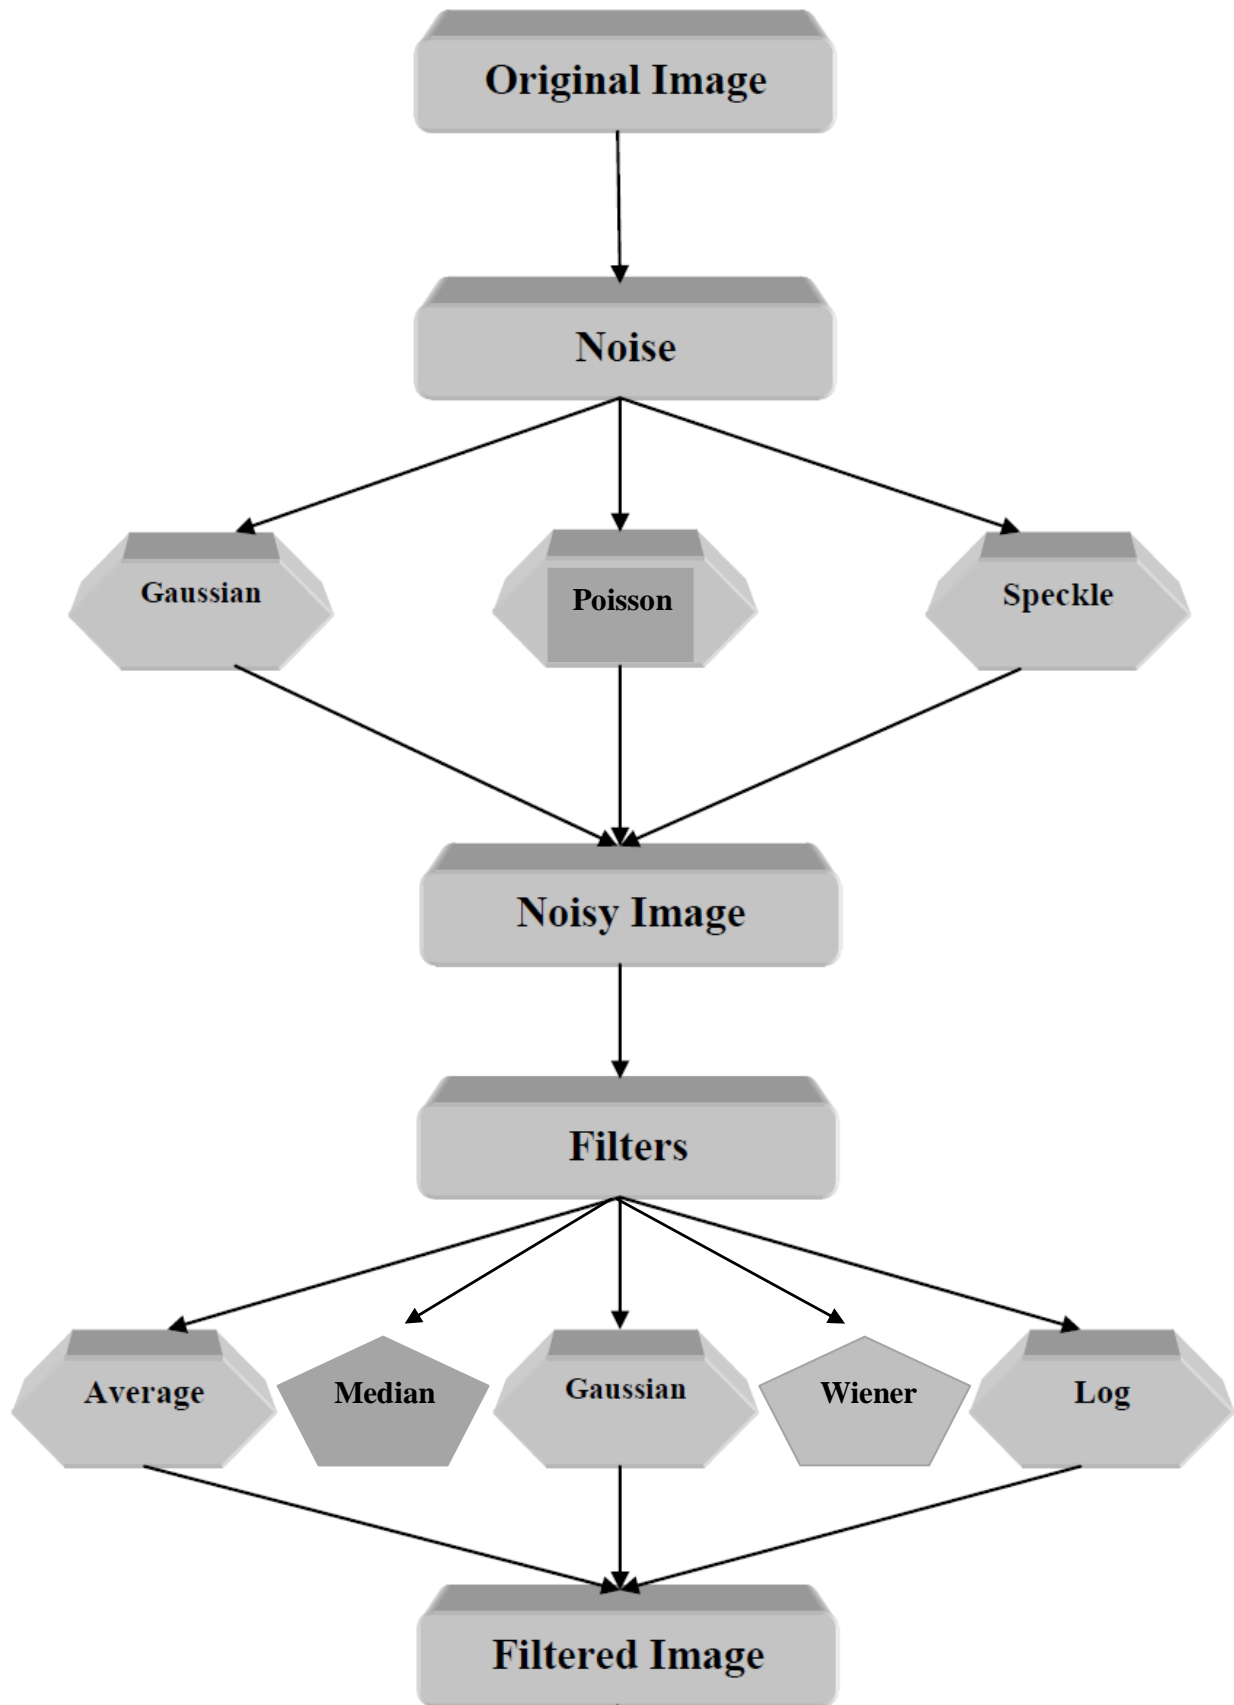 Original Image
Noise
Gaussian
Poisson
Speckle
Noisy Image
Filters
Average
Median
Gaussian
Wiener
Log
Filtered Image